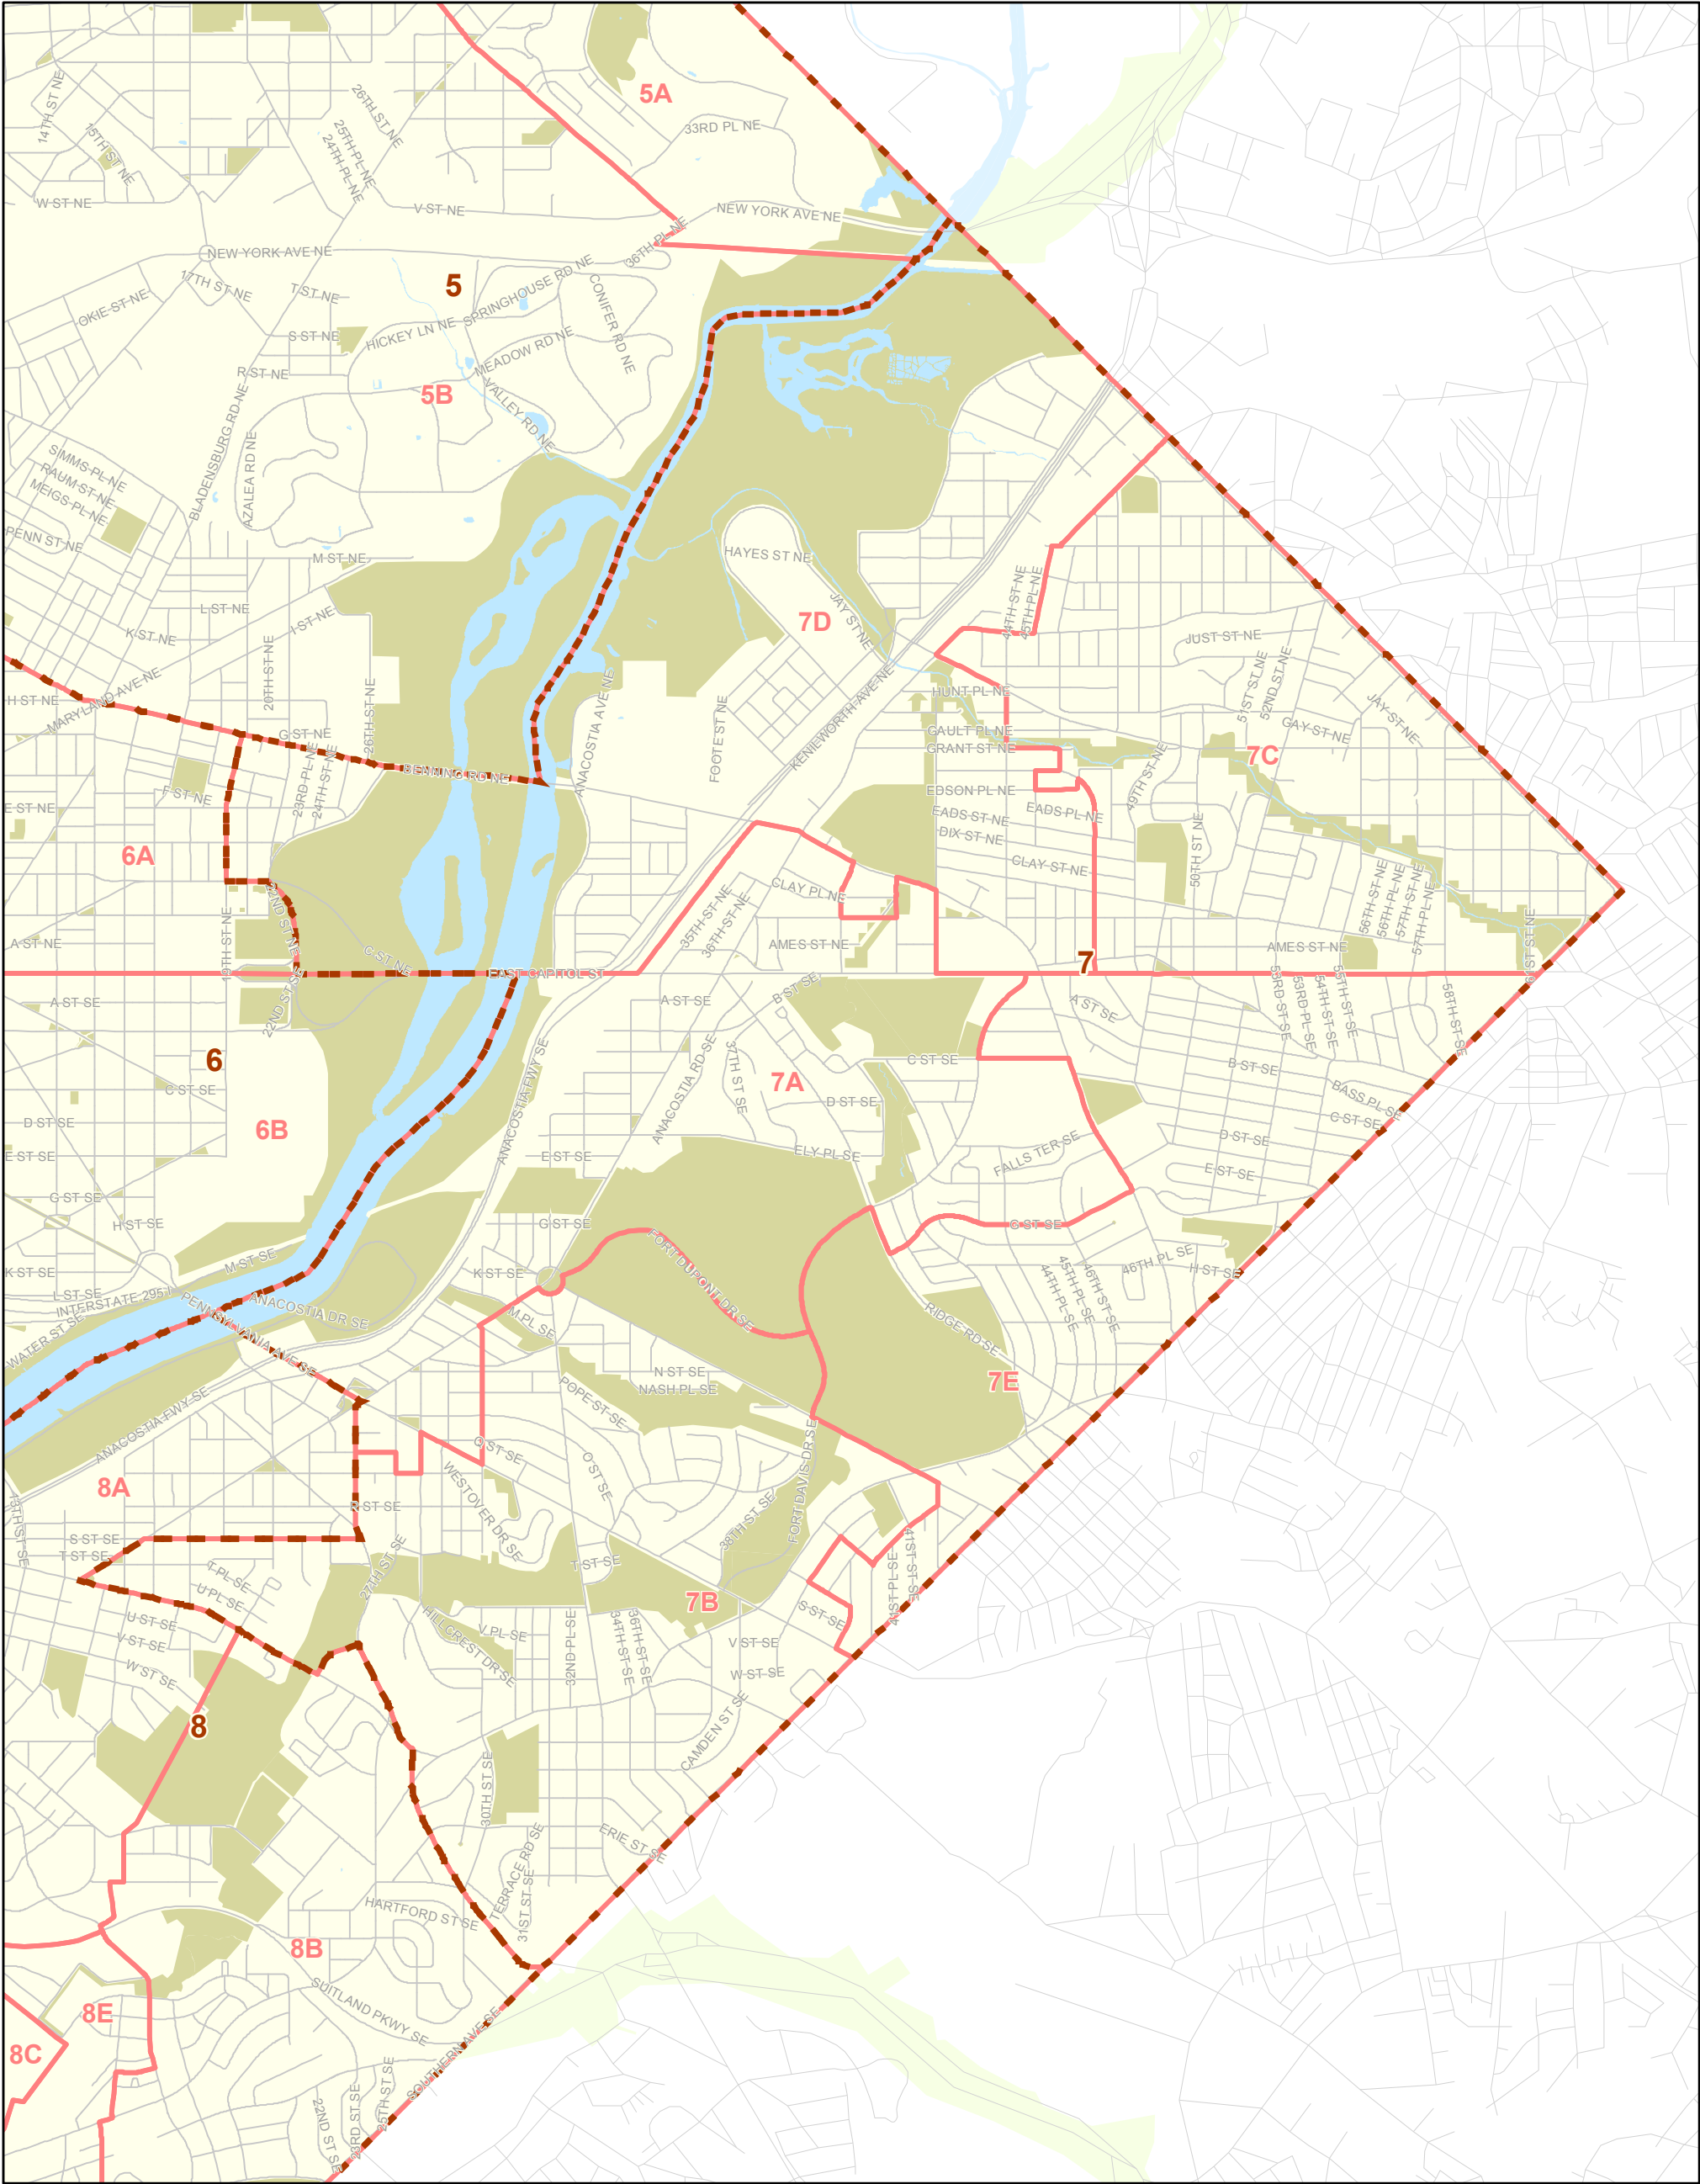 5A
14TH ST NE
15TH ST NE
26TH ST NE
25TH PL NE
24TH PL NE
33RD PL NE
W ST NE
V ST NE
NEW YORK AVE NE
36TH PL NE
NEW YORK AVE NE
5
17TH ST NE
T ST NE
OKIE ST NE
S ST NE
HICKEY LN NE
SPRINGHOUSE RD NE
CONIFER RD NE
MEADOW RD NE
R ST NE
5B
VALLEY RD NE
BLADENSBURG RD NE
AZALEA RD NE
SIMMS PL NE
RAUM ST NE
MEIGS PL NE
PENN ST NE
M ST NE
HAYES ST NE
L ST NE
I ST NE
K ST NE
7D
JAY ST NE
44TH ST NE
45TH PL NE
JUST ST NE
20TH ST NE
26TH ST NE
MARYLAND AVE NE
H ST NE
G ST NE
BENNING RD NE
ANACOSTIA AVE NE
FOOTE ST NE
KENILWORTH AVE NE
HUNT PL NE
GAULT PL NE
GRANT ST NE
51ST ST NE
52ND ST NE
GAY ST NE
JAY ST NE
7C
49TH ST NE
EDSON PL NE
EADS ST NE
EADS PL NE
DIX ST NE
CLAY ST NE
50TH ST NE
F ST NE
23RD PL NE
24TH ST NE
E ST NE
6A
CLAY PL NE
35TH ST NE
36TH ST NE
AMES ST NE
56TH ST NE
56TH PL NE
57TH ST NE
57TH PL NE
AMES ST NE
61ST ST NE
22ND ST NE
19TH ST NE
A ST NE
C ST NE
EAST CAPITOL ST
7
22ND ST SE
A ST SE
A ST SE
B ST SE
A ST SE
53RD ST SE
53RD PL SE
54TH ST SE
55TH ST SE
58TH ST SE
6
C ST SE
ANACOSTIA FWY SE
ANACOSTIA RD SE
37TH ST SE
7A
C ST SE
D ST SE
B ST SE
BASS PL SE
C ST SE
D ST SE
E ST SE
D ST SE
6B
E ST SE
E ST SE
ELY PL SE
FALLS TER SE
G ST SE
H ST SE
G ST SE
G ST SE
46TH PL SE
H ST SE
K ST SE
M ST SE
K ST SE
FORT DUPONT DR SE
L ST SE
INTERSTATE 295
WATER ST SE
PENNSYLVANIA AVE SE
ANACOSTIA DR SE
M PL SE
RIDGE RD SE
44TH PL SE
45TH PL SE
46TH ST SE
N ST SE
NASH PL SE
7E
POPE ST SE
ANACOSTIA FWY SE
O ST SE
O ST SE
FORT DAVIS DR SE
8A
WESTOVER DR SE
R ST SE
38TH ST SE
13TH ST SE
S ST SE
T ST SE
T PL SE
U PL SE
27TH ST SE
T ST SE
41ST ST SE
41ST PL SE
7B
S ST SE
U ST SE
V ST SE
W ST SE
HILLCREST DR SE
V PL SE
32ND PL SE
34TH ST SE
36TH ST SE
V ST SE
W ST SE
8
CAMDEN ST SE
30TH ST SE
ERIE ST SE
TERRACE RD SE
31ST ST SE
HARTFORD ST SE
8B
SUITLAND PKWY SE
8E
8C
SOUTHERN AVE SE
22ND ST SE
23RD ST SE
25TH ST SE